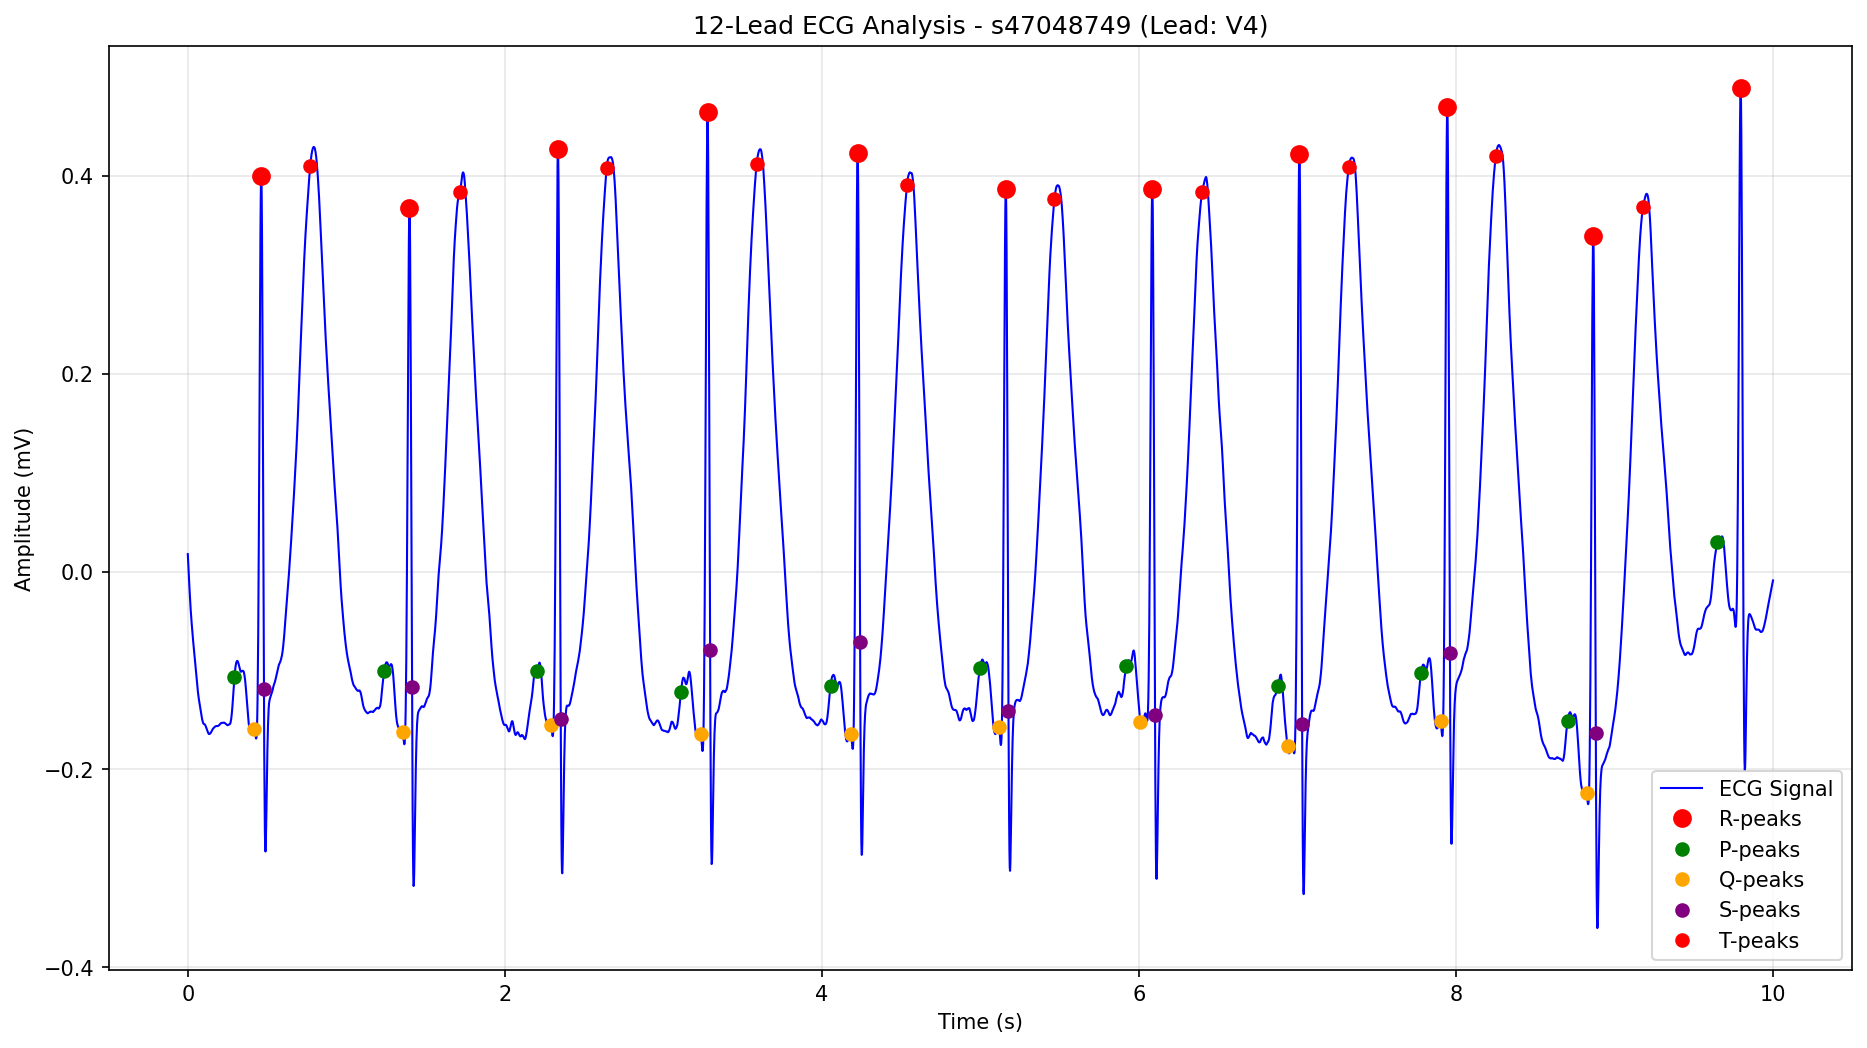 12-Lead ECG Analysis - s47048749 (Lead: V4)
Amplitude (mV)
0.4
0.2
0.0
−0.2
−0.4
0
2
4
6
8
10
Time (s)
ECG Signal
R-peaks
P-peaks
Q-peaks
S-peaks
T-peaks